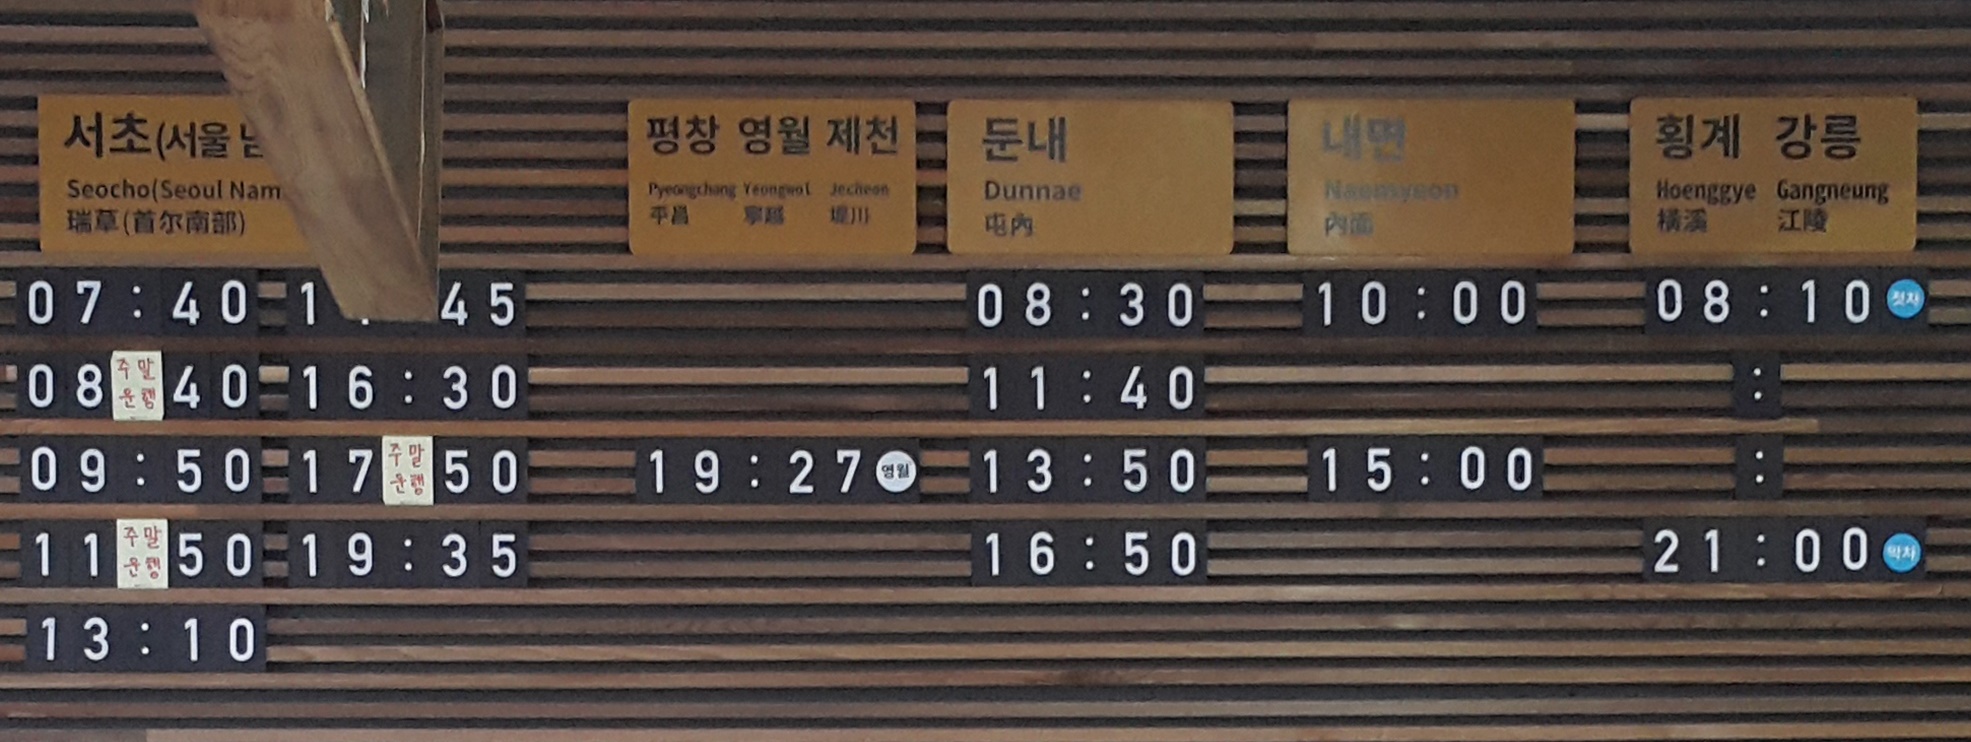 서초(서울
Seocho(Seoul Nam
瑞草(首尔南部)
07:40
08 주말운행 40
09:50
11 주말운행 50
13:10
1 45
16:30
17 주말운행 50
19:35
평창 영월 제천
Pyeongchang Yeongwol Jecheon
平昌 寧越 堤川
19:27 영월
둔내
Dunnae
屯內
08:30
11:40
13:50
16:50
내면
Naemyeon
內面
10:00
15:00
횡계 강릉
Hoenggye Gangneung
橫溪 江陵
08:10 첫차
:
:
21:00 막차